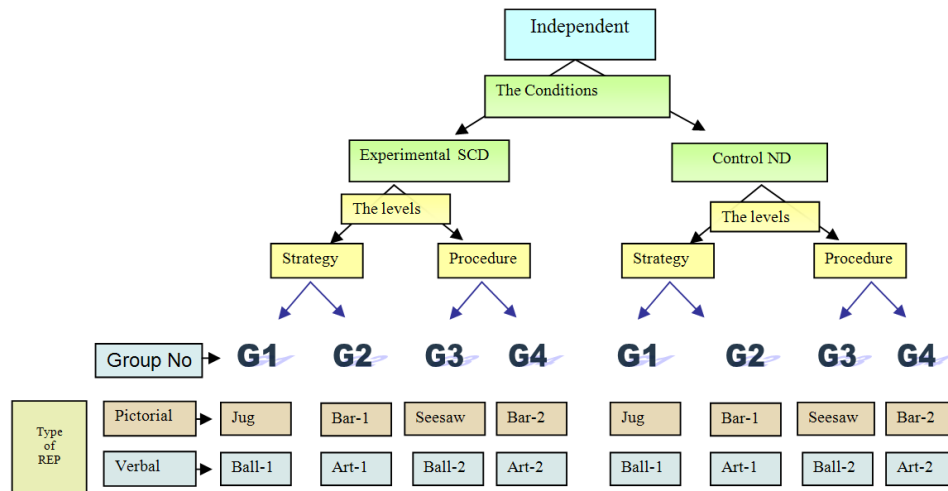 Independent
The Conditions
Experimental SCD
Control ND
The levels
The levels
Strategy
Procedure
Strategy
Procedure
Group No
G1
G2
G3
G4
G1
G2
G3
G4
Type
of
REP
Pictorial
Jug
Bar-1
Seesaw
Bar-2
Jug
Bar-1
Seesaw
Bar-2
Verbal
Ball-1
Art-1
Ball-2
Art-2
Ball-1
Art-1
Ball-2
Art-2